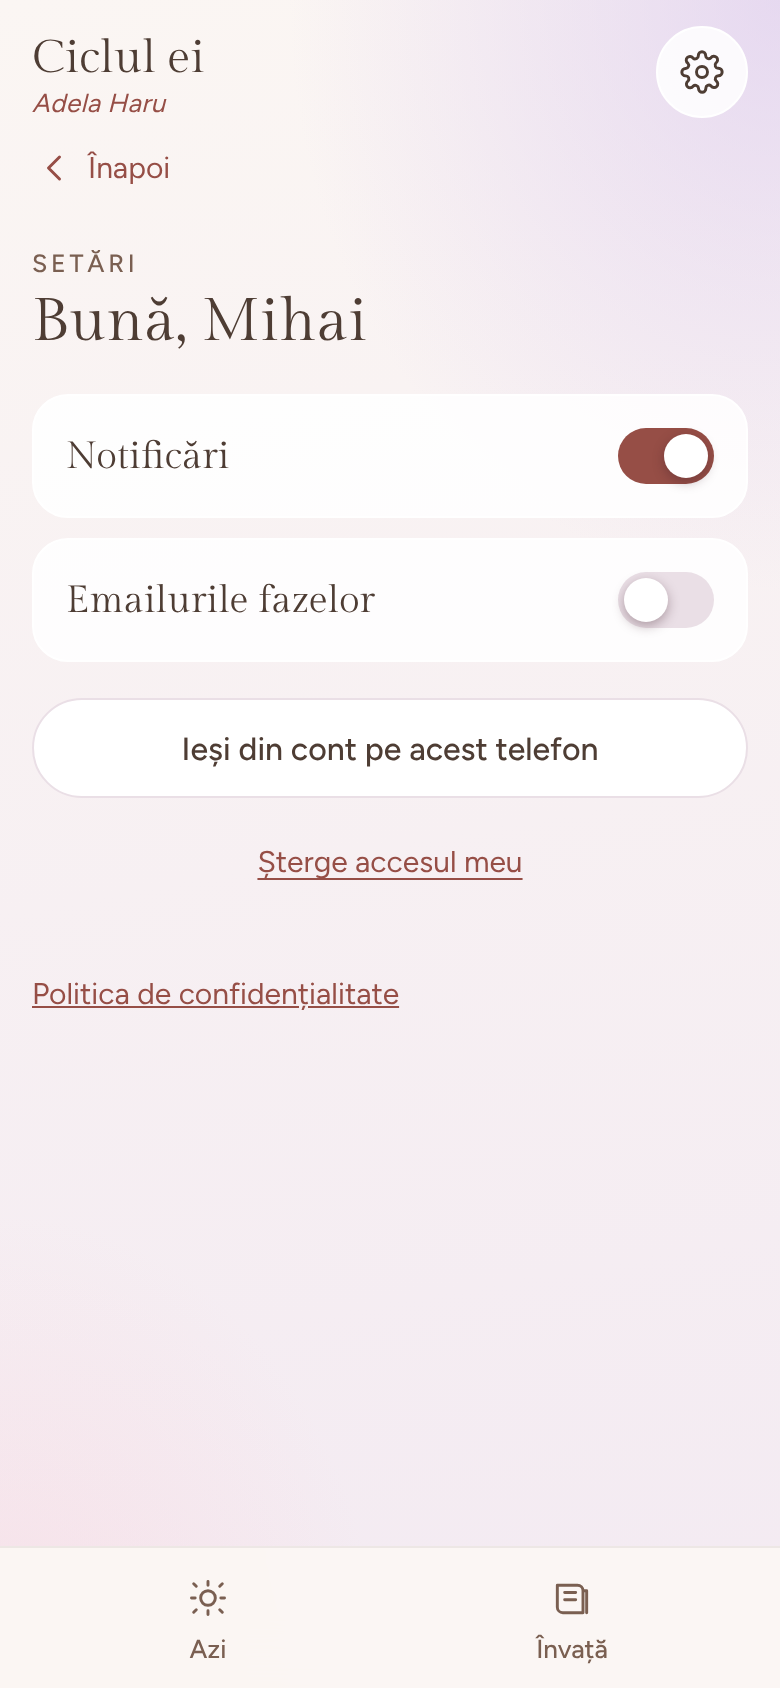 Ciclul ei
Adela Haru
Înapoi
SETĂRI
Bună, Mihai
Notificări
Emailurile fazelor
Ieși din cont pe acest telefon
Șterge accesul meu
Politica de confidențialitate
Azi
Învață